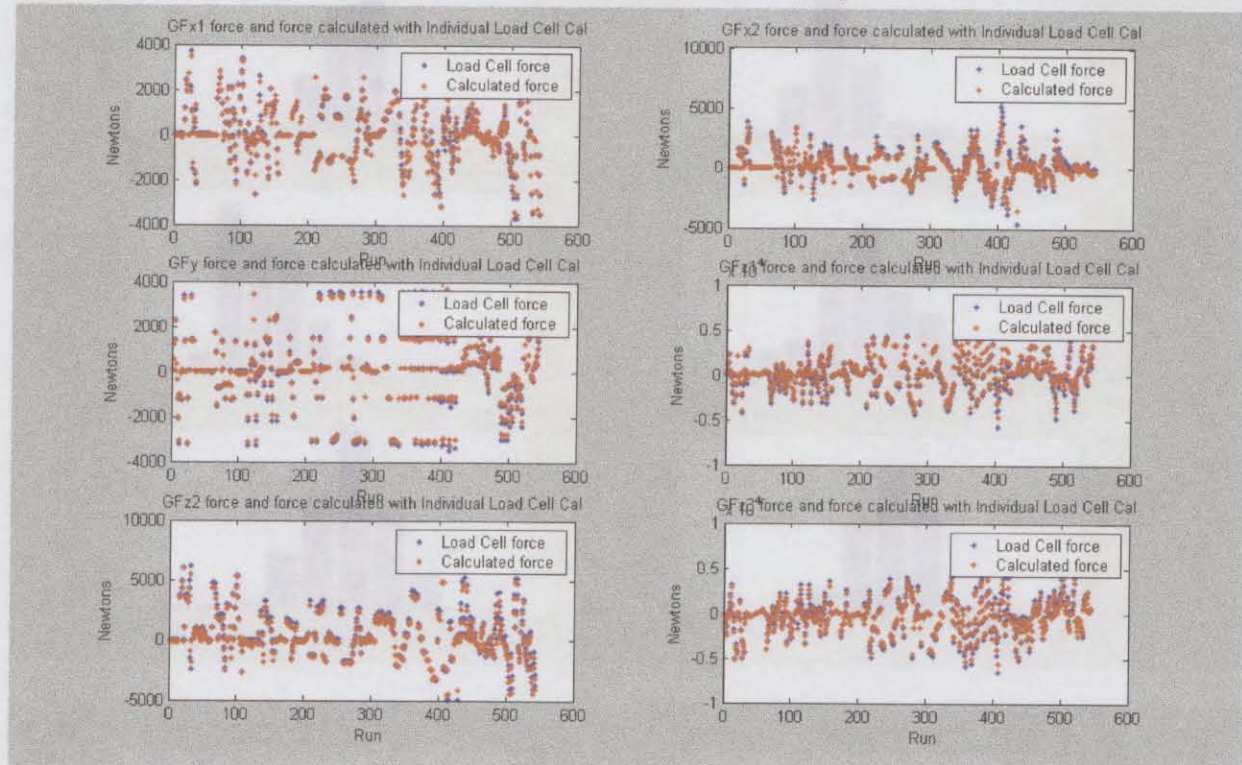 GFx1 force and force calculated with Individual Load Cell Cal
4000
2000
0
-2000
-4000
Newtons
Load Cell force
Calculated force
0 100 200 300 400 500 600
Run
GFx2 force and force calculated with Individual Load Cell Cal
10000
5000
0
-5000
Newtons
Load Cell force
Calculated force
0 100 200 300 400 500 600
Run
GFy force and force calculated with Individual Load Cell Cal
4000
2000
0
-2000
-4000
Newtons
Load Cell force
Calculated force
0 100 200 300 400 500 600
Run
force and force calculated with Individual Load Cell Cal
1
0.5
0
-0.5
-1
Newtons
Load Cell force
Calculated force
0 100 200 300 400 500 600
Run
GFz2 force and force calculated with Individual Load Cell Cal
10000
5000
0
-5000
Newtons
Load Cell force
Calculated force
0 100 200 300 400 500 600
Run
force and force calculated with Individual Load Cell Cal
1
0.5
0
-0.5
-1
Newtons
Load Cell force
Calculated force
0 100 200 300 400 500 600
Run